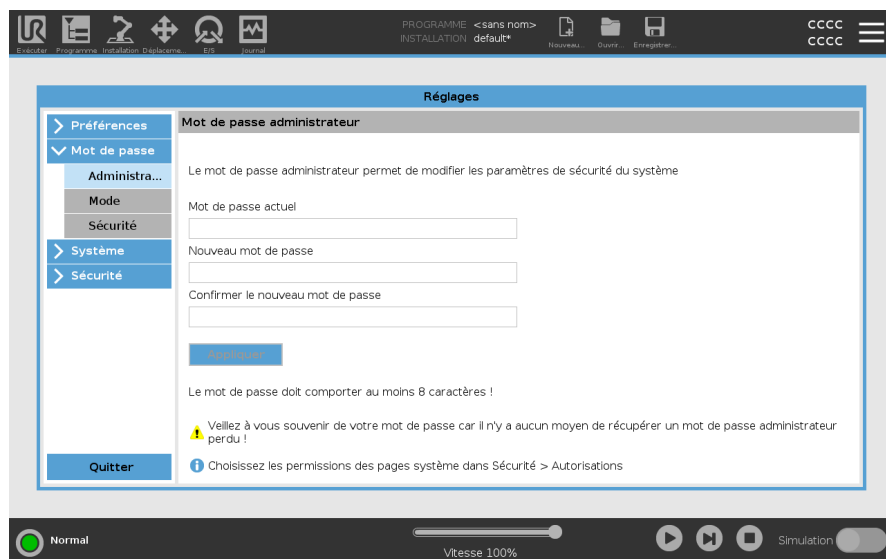 PROGRAMME <sans nom>
INSTALLATION default*
CCCC
CCCC
Exécuter Programme Installation Déplaceme... E/S Journal Nouveau... Ouvrir... Enregistrer...
Réglages
Préférences
Mot de passe
Administra...
Mode
Sécurité
Système
Sécurité
Quitter
Mot de passe administrateur
Le mot de passe administrateur permet de modifier les paramètres de sécurité du système
Mot de passe actuel
Nouveau mot de passe
Confirmer le nouveau mot de passe
Appliquer
Le mot de passe doit comporter au moins 8 caractères !
Veillez à vous souvenir de votre mot de passe car il n'y a aucun moyen de récupérer un mot de passe administrateur
perdu !
Choisissez les permissions des pages système dans Sécurité > Autorisations
Normal
Vitesse 100%
Simulation